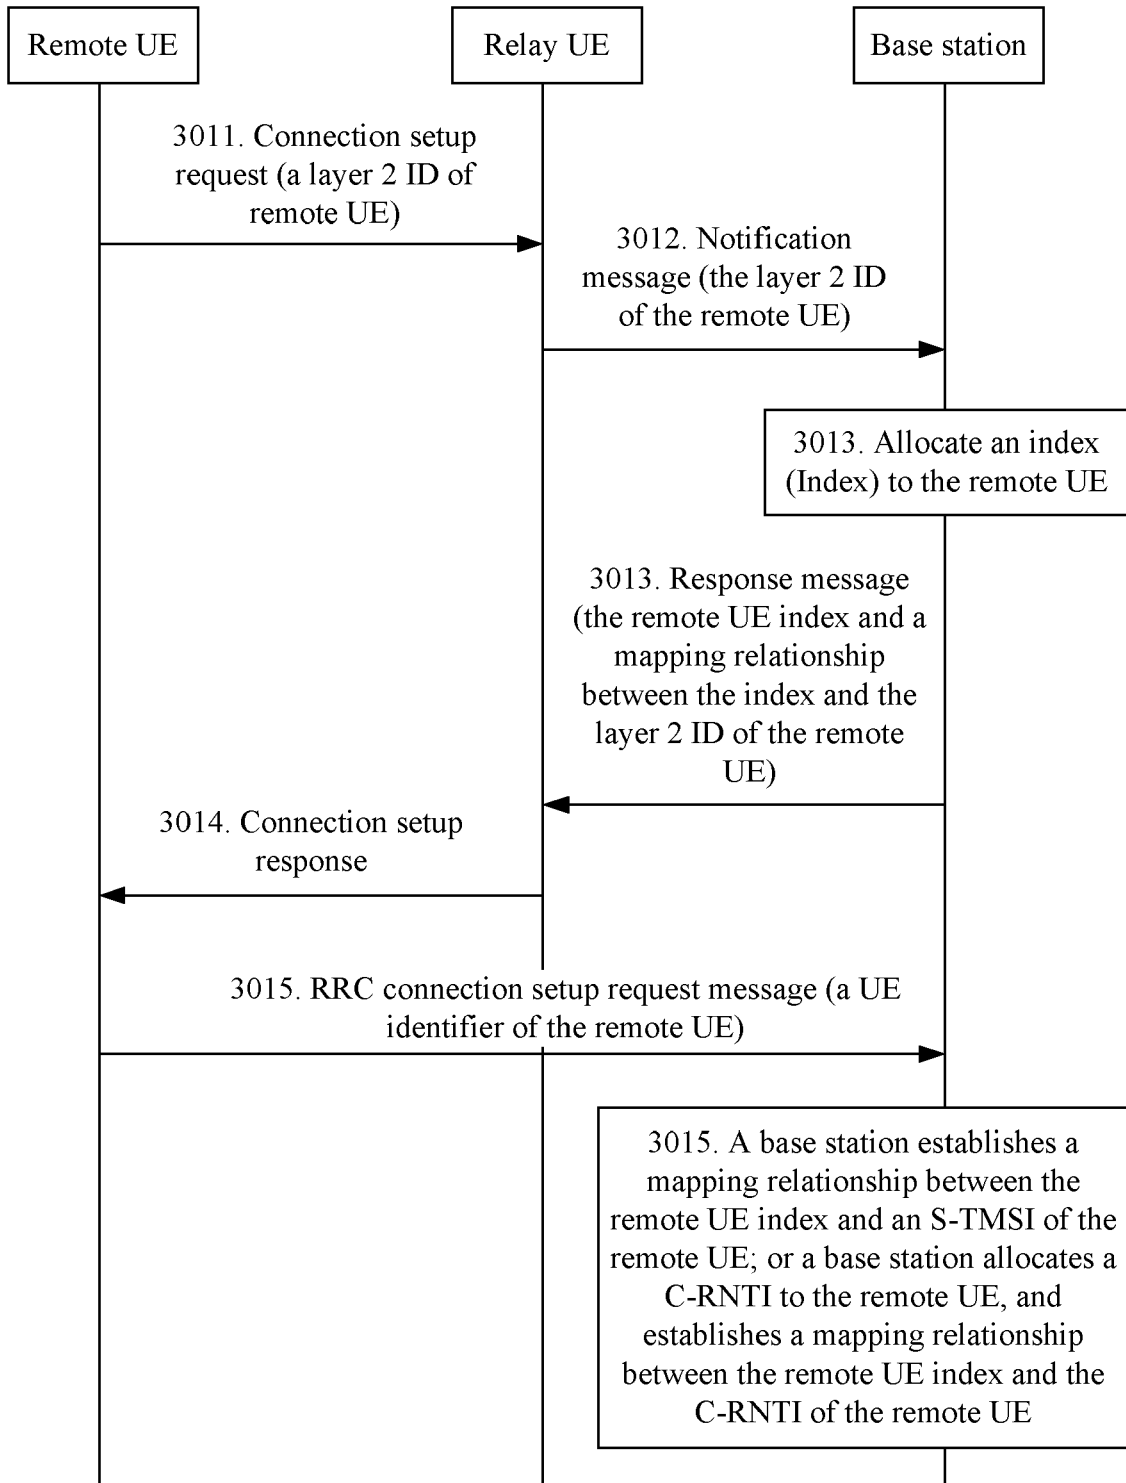 Remote UE
Relay UE
Base station
3011. Connection setup
request (a layer 2 ID of
remote UE)
3012. Notification
message (the layer 2 ID
of the remote UE)
3013. Allocate an index
(Index) to the remote UE
3013. Response message
(the remote UE index and a
mapping relationship
between the index and the
layer 2 ID of the remote
UE)
3014. Connection setup
response
3015. RRC connection setup request message (a UE
identifier of the remote UE)
3015. A base station establishes a
mapping relationship between the
remote UE index and an S-TMSI of the
remote UE; or a base station allocates a
C-RNTI to the remote UE, and
establishes a mapping relationship
between the remote UE index and the
C-RNTI of the remote UE